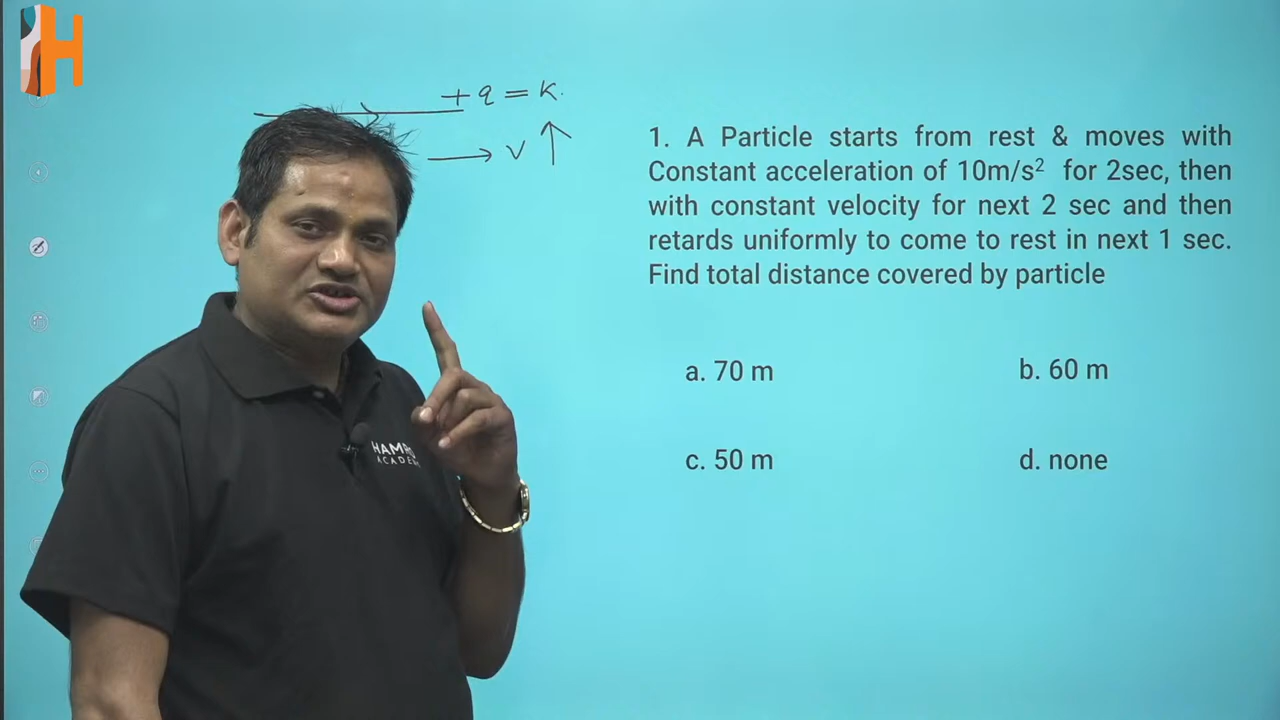 H
+a = k.
→ v ↑
1. A Particle starts from rest & moves with
Constant acceleration of 10m/s² for 2sec, then
with constant velocity for next 2 sec and then
retards uniformly to come to rest in next 1 sec.
Find total distance covered by particle
a. 70 m
b. 60 m
c. 50 m
d. none
ACADE